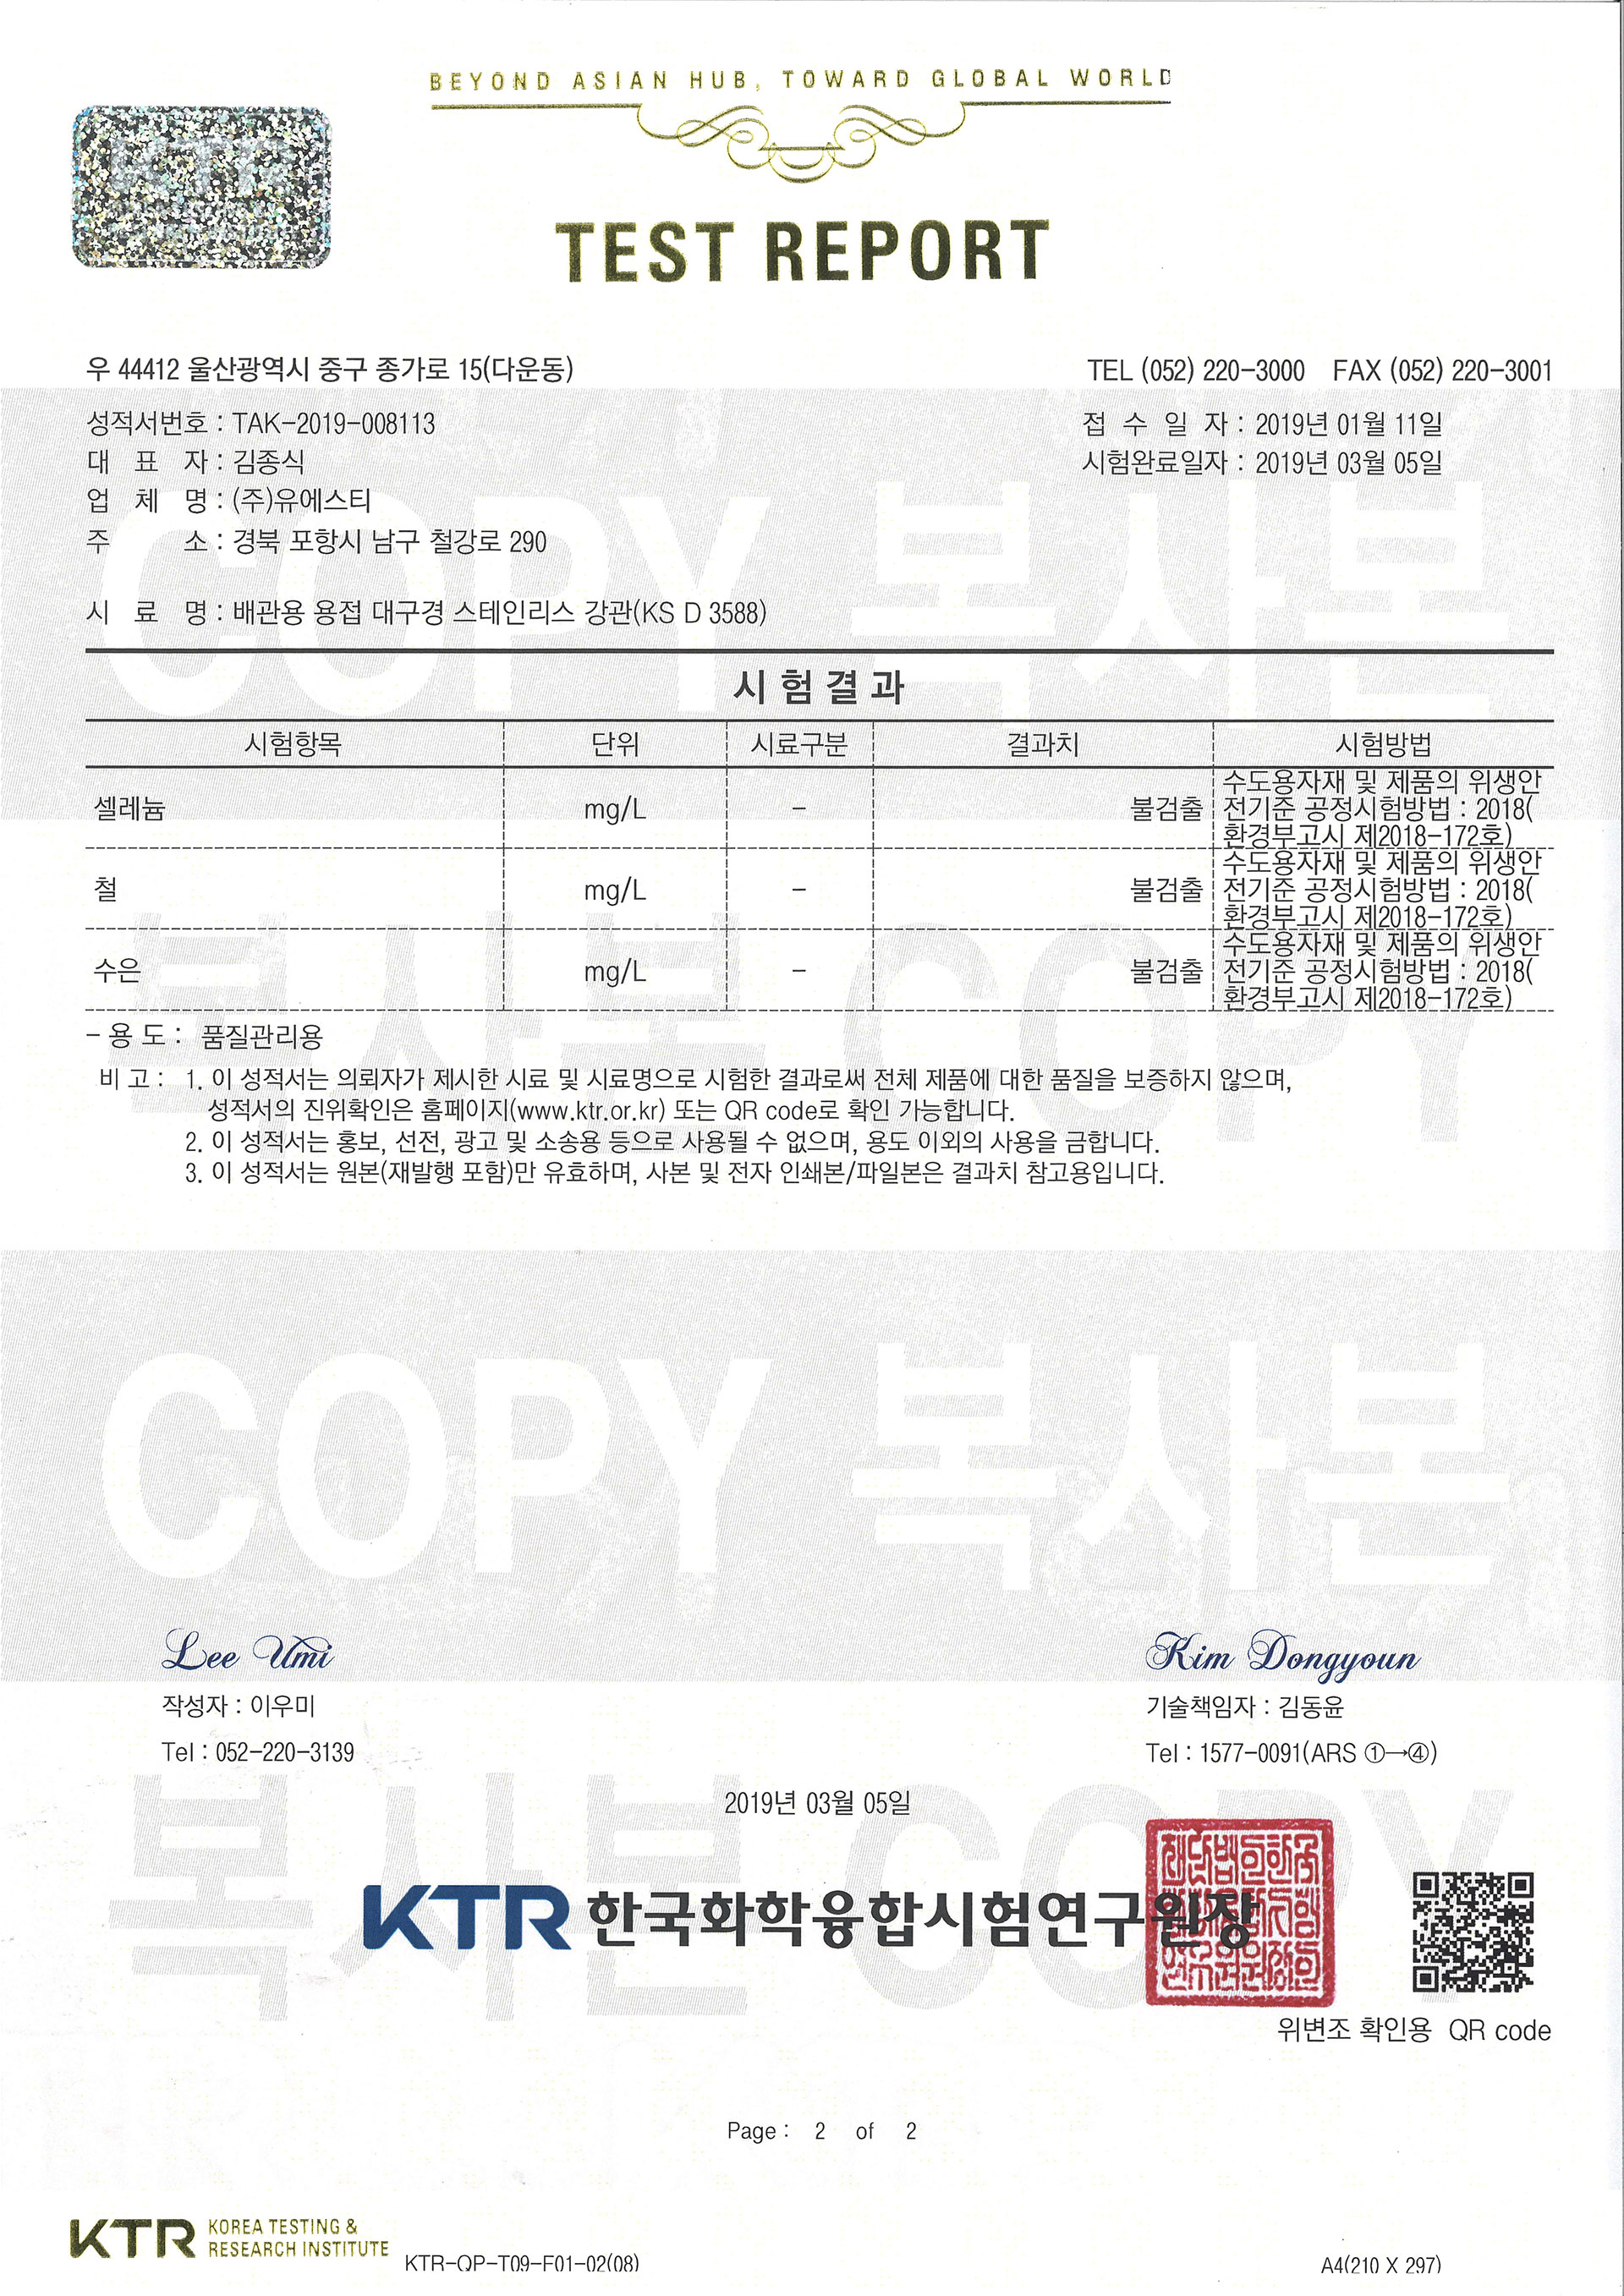 BEYOND ASIAN HUB, TOWARD GLOBAL WORLD
TEST REPORT
우 44412 울산광역시 중구 종가로 15(다운동) TEL (052) 220-3000 FAX (052) 220-3001
성적서번호 : TAK-2019-008113 접 수 일 자 : 2019년 01월 11일
대 표 자 : 김종식 시험완료일자 : 2019년 03월 05일
업 체 명 : (주)유에스티
주 소 : 경북 포항시 남구 철강로 290
시 료 명 : 배관용 용접 대구경 스테인리스 강관(KS D 3588)
COPY 복사본
시 험 결 과
시험항목 단위 시료구분 결과치 시험방법
셀레늄 mg/L - 불검출 수도용자재 및 제품의 위생안
전기준 공정시험방법 : 2018(
환경부고시 제2018-172호)
철 mg/L - 불검출 수도용자재 및 제품의 위생안
전기준 공정시험방법 : 2018(
환경부고시 제2018-172호)
수은 mg/L - 불검출 수도용자재 및 제품의 위생안
전기준 공정시험방법 : 2018(
환경부고시 제2018-172호)
복사본 COPY
- 용 도 : 품질관리용
비 고 : 1. 이 성적서는 의뢰자가 제시한 시료 및 시료명으로 시험한 결과로써 전체 제품에 대한 품질을 보증하지 않으며,
성적서의 진위확인은 홈페이지(www.ktr.or.kr) 또는 QR code로 확인 가능합니다.
2. 이 성적서는 홍보, 선전, 광고 및 소송용 등으로 사용될 수 없으며, 용도 이외의 사용을 금합니다.
3. 이 성적서는 원본(재발행 포함)만 유효하며, 사본 및 전자 인쇄본/파일본은 결과치 참고용입니다.
COPY 복사본
Lee Umi Kim Dongyoun
작성자 : 이우미 기술책임자 : 김동윤
Tel : 052-220-3139 Tel : 1577-0091(ARS ①→④)
2019년 03월 05일
복사본 COPY
KTR 한국화학융합시험연구원장
위변조 확인용 QR code
Page : 2 of 2
KTR KOREA TESTING &
RESEARCH INSTITUTE
KTR-QP-T09-F01-02(08) A4(210 X 297)